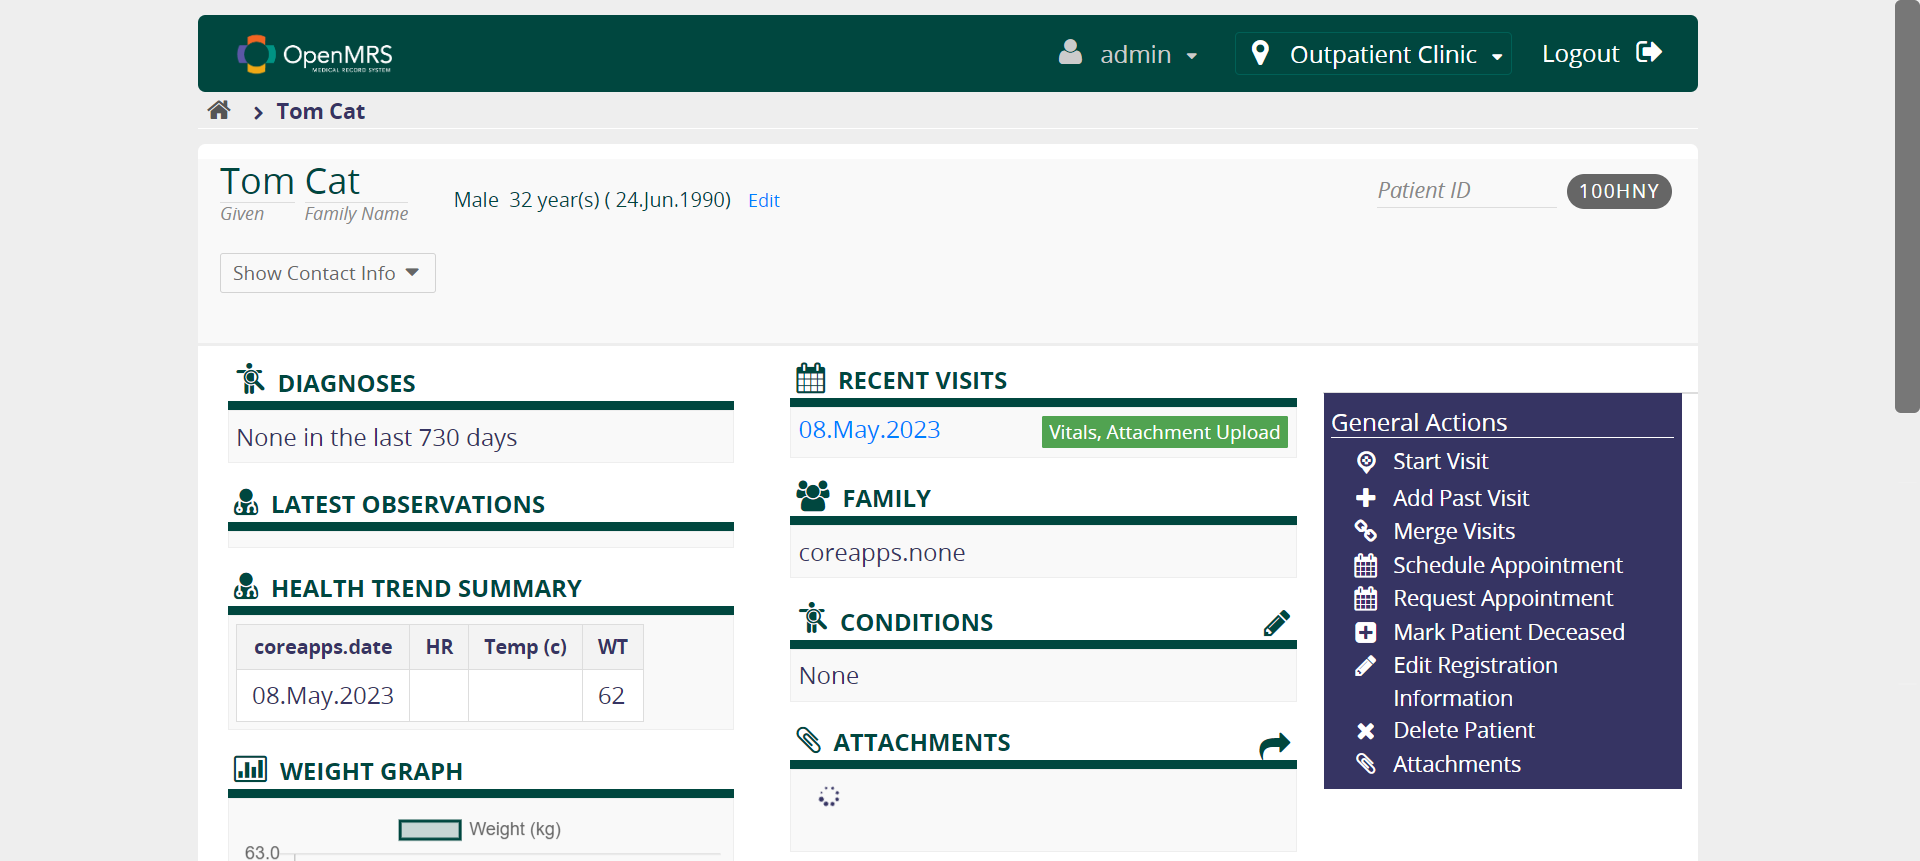 OpenMRS
MEDICAL RECORD SYSTEM
admin
Outpatient Clinic
Logout
Tom Cat
Tom Cat
Given Family Name
Male 32 year(s) ( 24.Jun.1990) Edit
Patient ID 100HNY
Show Contact Info
DIAGNOSES
None in the last 730 days
LATEST OBSERVATIONS
HEALTH TREND SUMMARY
coreapps.date HR Temp (c) WT
08.May.2023 62
WEIGHT GRAPH
Weight (kg)
63.0
RECENT VISITS
08.May.2023 Vitals, Attachment Upload
FAMILY
coreapps.none
CONDITIONS
None
ATTACHMENTS
General Actions
Start Visit
Add Past Visit
Merge Visits
Schedule Appointment
Request Appointment
Mark Patient Deceased
Edit Registration
Information
Delete Patient
Attachments